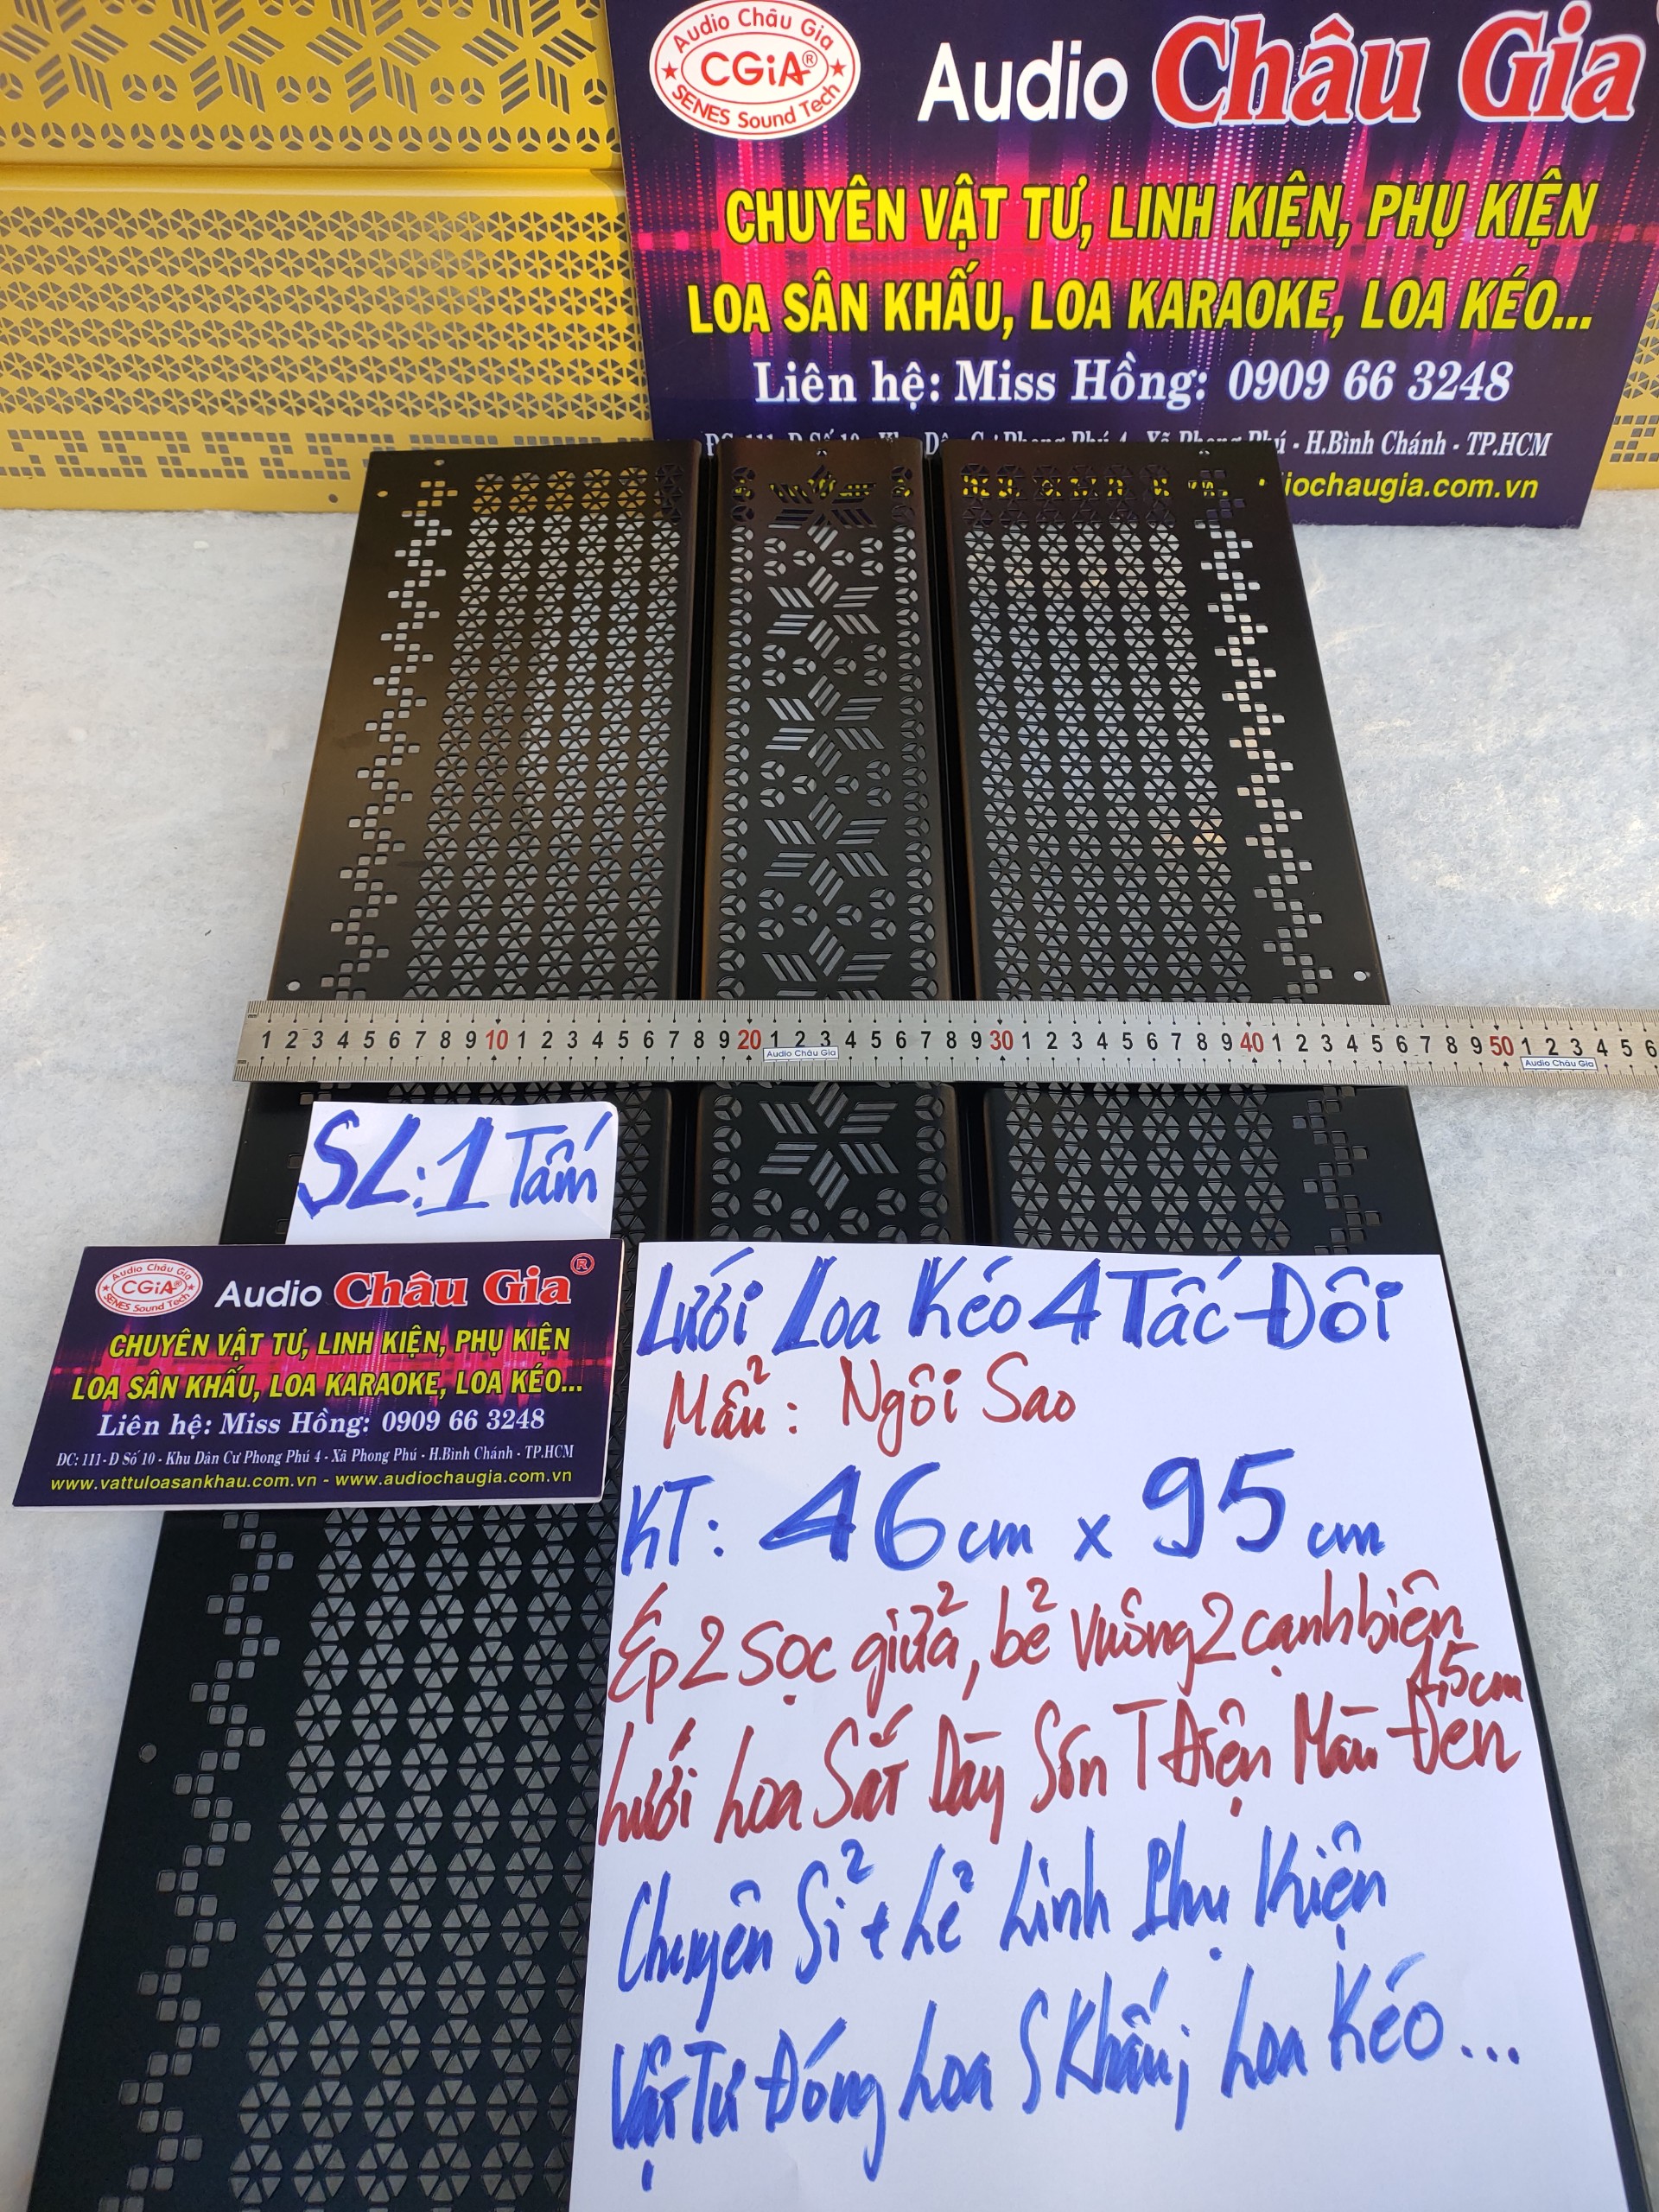 Audio Châu Gia
CGiA®
SENES Sound Tech
Audio Châu Gia
CHUYÊN VẬT TƯ, LINH KIỆN, PHỤ KIỆN
LOA SÂN KHẤU, LOA KARAOKE, LOA KÉO...
Liên hệ: Miss Hồng: 0909 66 3248
Phú - H.Bình Chánh - TP.HCM
iochaugia.com.vn
1 2 3 4 5 6 7 8 9 10 1 2 3 4 5 6 7 8 9 20 1 2 3 4 5 6 7 8 9 30 1 2 3 4 5 6 7 8 9 40 1 2 3 4 5 6 7 8 9 50 1 2 3 4 5 6
Audio Châu Gia
Audio Châu Gia
SL: 1 Tấm
Audio Châu Gia
CGiA®
SENES Sound Tech
Audio Châu Gia ®
CHUYÊN VẬT TƯ, LINH KIỆN, PHỤ KIỆN
LOA SÂN KHẤU, LOA KARAOKE, LOA KÉO...
Liên hệ: Miss Hồng: 0909 66 3248
ĐC: 111-Đ Số 10 - Khu Dân Cư Phong Phú 4 - Xã Phong Phú - H.Bình Chánh - TP.HCM
www.vattuloasankhau.com.vn - www.audiochaugia.com.vn
Lưới Loa Kéo 4 Tấc Đôi
Mẩu: Ngôi Sao
KT: 46cm x 95cm
Ép 2 Sọc giửa, bẻ vuông 2 cạnh biên
1,5cm
Lưới Loa Sắt Dày Sơn T Điện Màu Đen
Chuyên Sỉ + Lẻ Linh Phụ Kiện
Vật Tư Đóng Loa S Khấu, Loa Kéo...